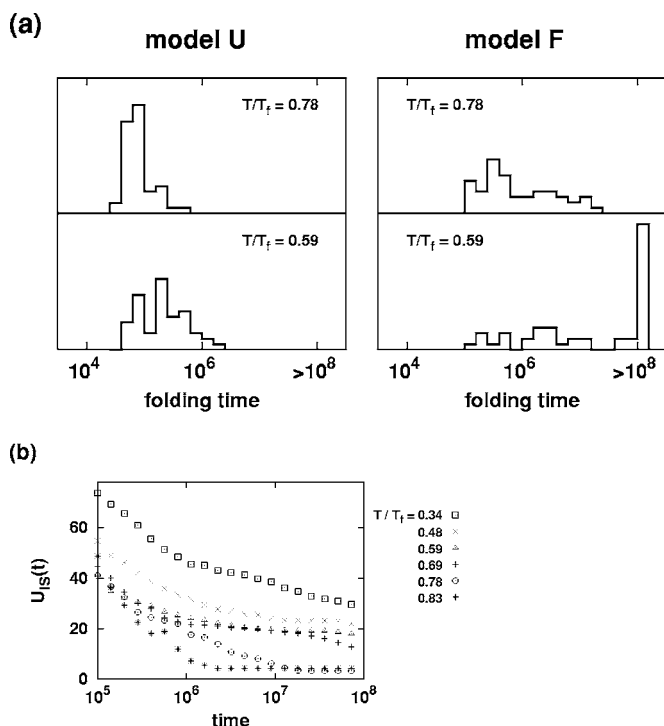 (a)
model U
model F
T/T_f = 0.78
T/T_f = 0.78
T/T_f = 0.59
T/T_f = 0.59
10^4 10^6 >10^8
10^4 10^6 >10^8
folding time
folding time
(b)
U_IS(t)
60
40
20
0
10^5 10^6 10^7 10^8
time
T / T_f = 0.34
0.48
0.59
0.69
0.78
0.83